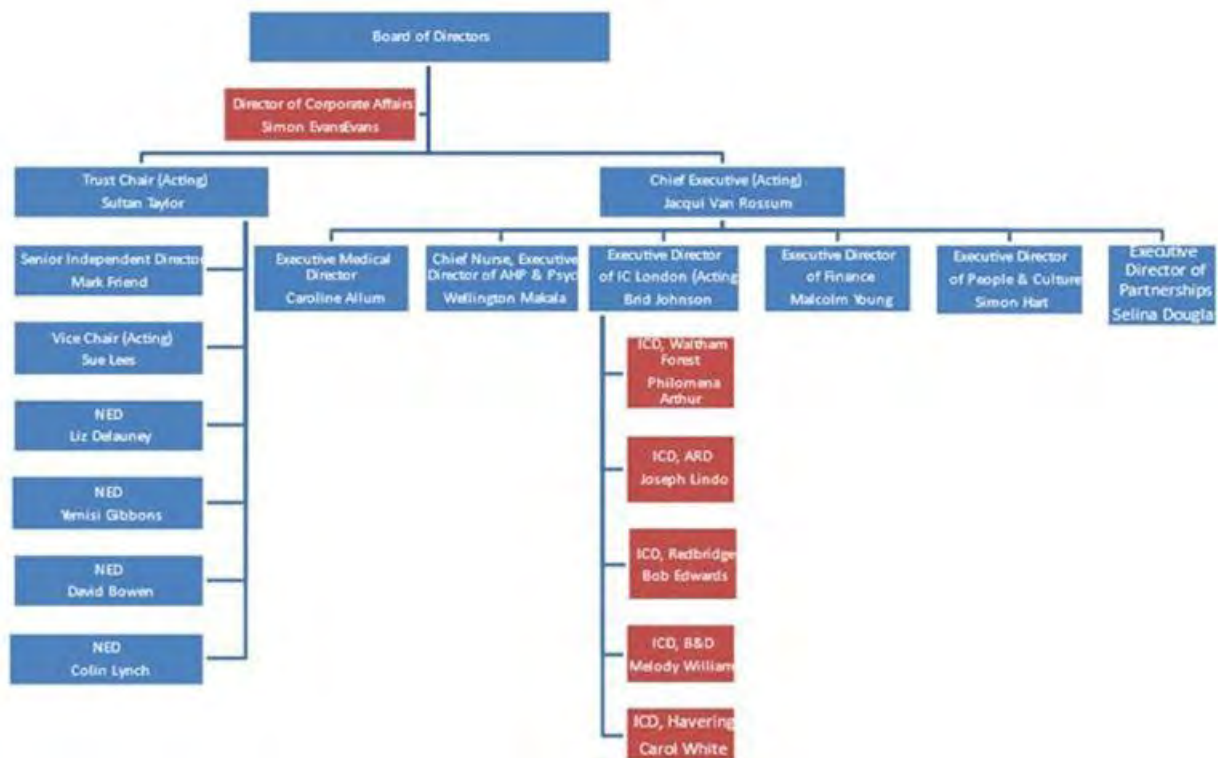 Board of Directors
Director of Corporate Affairs
Simon EvansEvans
Trust Chair (Acting)
Sultan Taylor
Chief Executive (Acting)
Jacqui Van Rossum
Senior Independent Director
Mark Friend
Vice Chair (Acting)
Sue Lees
NED
Liz Delauney
NED
Yemisi Gibbons
NED
David Bowen
NED
Colin Lynch
Executive Medical
Director
Caroline Allum
Chief Nurse, Executive
Director of AHP & Psyc
Wellington Makala
Executive Director
of IC London (Acting
Brid Johnson
Executive Director
of Finance
Malcolm Young
Executive Director
of People & Culture
Simon Hart
Executive
Director of
Partnerships
Selina Dougla
ICD, Waltham
Forest
Philomena
Arthur
ICD, ARD
Joseph Lindo
ICD, Redbridge
Bob Edwards
ICD, B&D
Melody William
ICD, Havering
Carol White